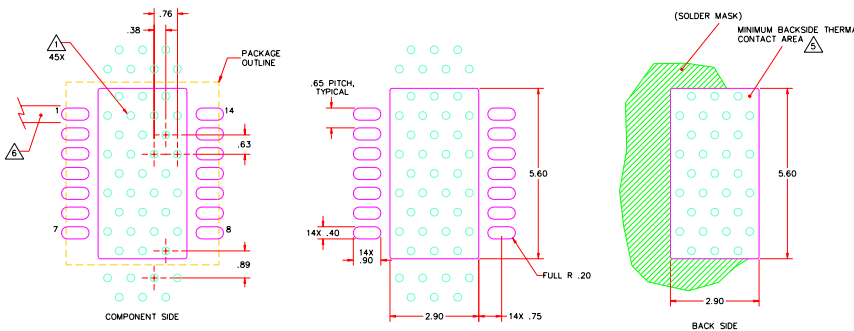 .76
.38
1
45X
PACKAGE
OUTLINE
1
14
6
.63
7
8
.89
COMPONENT SIDE
.65 PITCH,
TYPICAL
5.60
14X .40
14X
.90
FULL R .20
2.90
14X .75
(SOLDER MASK)
MINIMUM BACKSIDE THERMA
CONTACT AREA
5
5.60
2.90
BACK SIDE